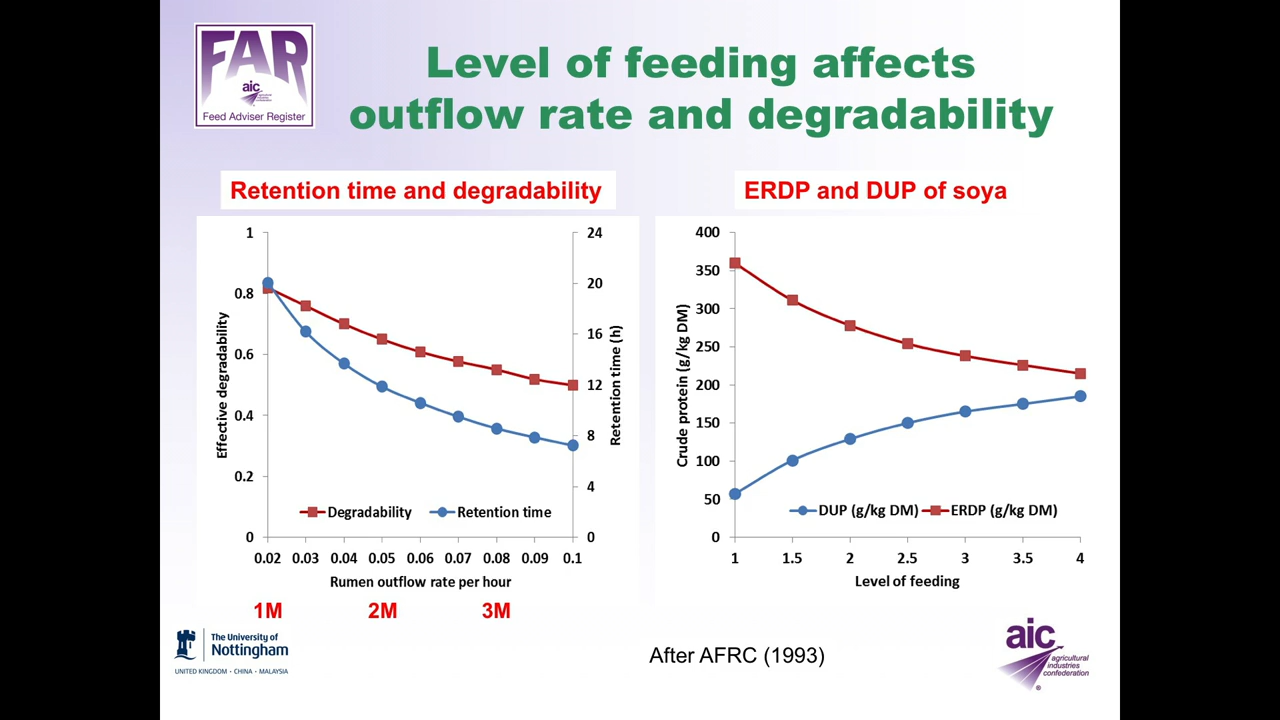 FAR
aic
agricultural
industries
confederation
Feed Adviser Register
Level of feeding affects
outflow rate and degradability
Retention time and degradability
1
0.8
0.6
0.4
0.2
0
Effective degradability
24
20
16
12
8
4
0
Retention time (h)
Degradability
Retention time
0.02 0.03 0.04 0.05 0.06 0.07 0.08 0.09 0.1
Rumen outflow rate per hour
1M 2M 3M
ERDP and DUP of soya
400
350
300
250
200
150
100
50
0
Crude protein (g/kg DM)
DUP (g/kg DM) ERDP (g/kg DM)
1 1.5 2 2.5 3 3.5 4
Level of feeding
The University of
Nottingham
UNITED KINGDOM · CHINA · MALAYSIA
After AFRC (1993)
aic
agricultural
industries
confederation
®